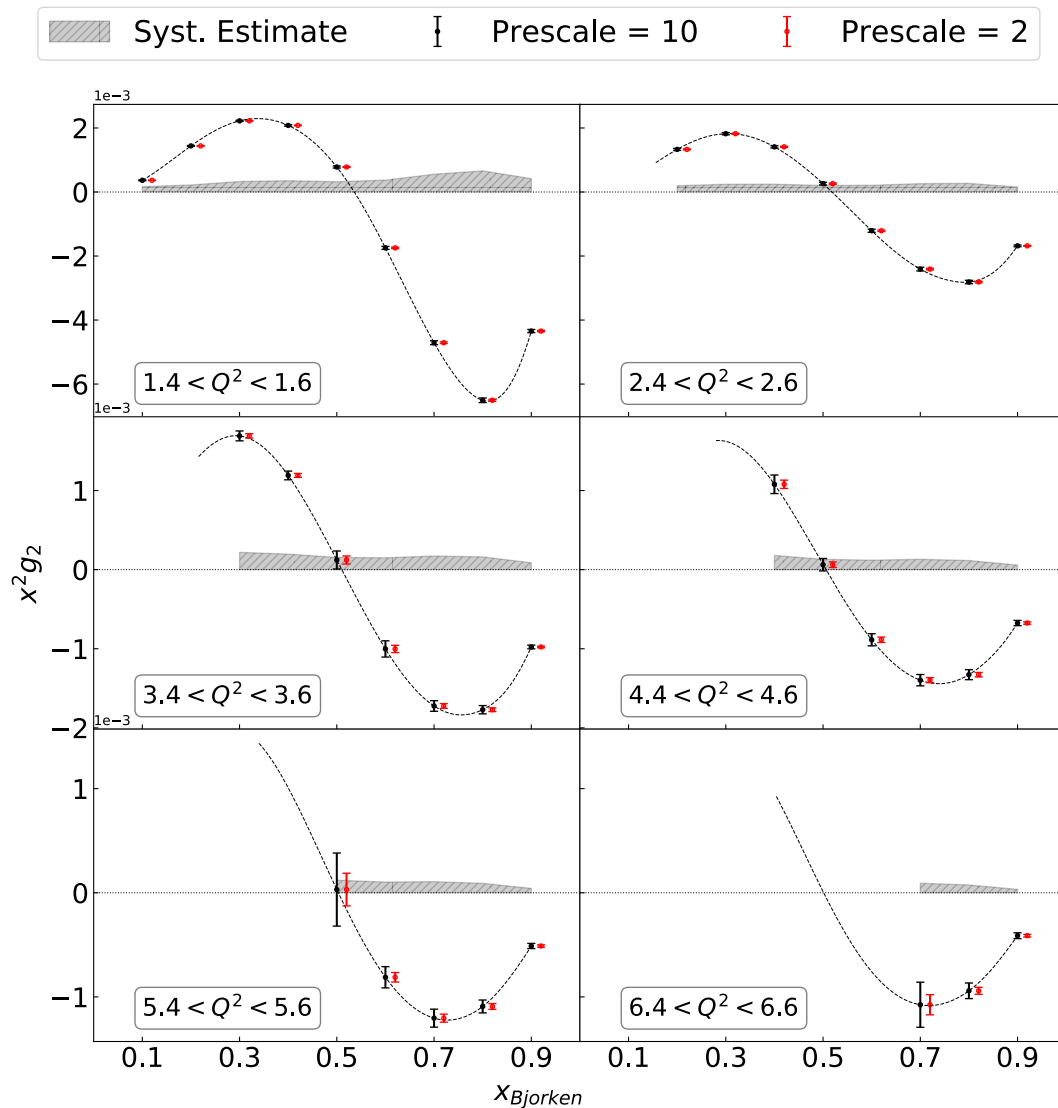 Syst. Estimate Prescale = 10 Prescale = 2
1e−3
2
0
−2
−4
−6
1.4 < Q² < 1.6
2.4 < Q² < 2.6
1e−3
1
0
−1
−2
x²g₂
3.4 < Q² < 3.6
4.4 < Q² < 4.6
1e−3
1
0
−1
5.4 < Q² < 5.6
6.4 < Q² < 6.6
0.1 0.3 0.5 0.7 0.9 0.1 0.3 0.5 0.7 0.9
x_Bjorken